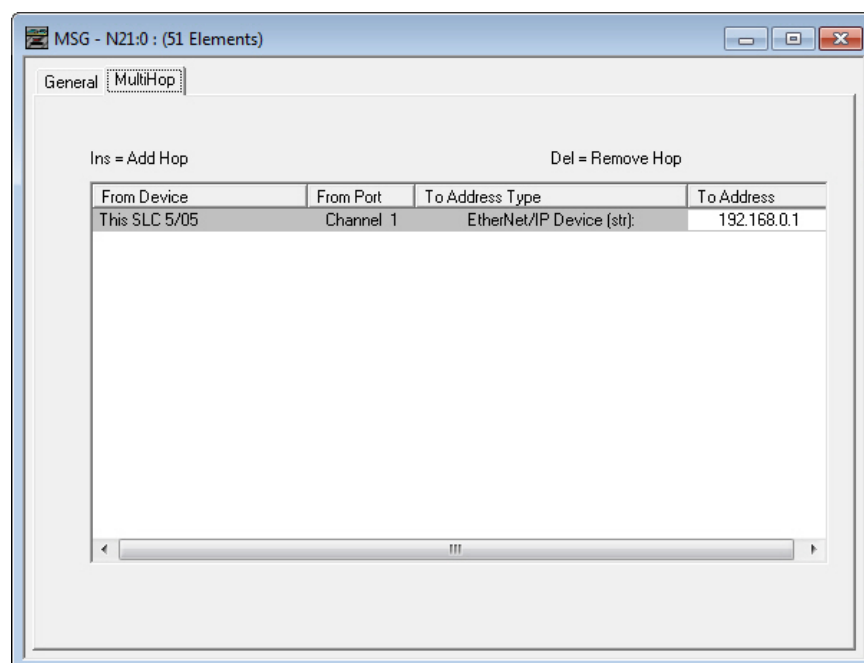 MSG - N21:0 : (51 Elements)
General MultiHop
Ins = Add Hop Del = Remove Hop
From Device From Port To Address Type To Address
This SLC 5/05 Channel 1 EtherNet/IP Device (str): 192.168.0.1